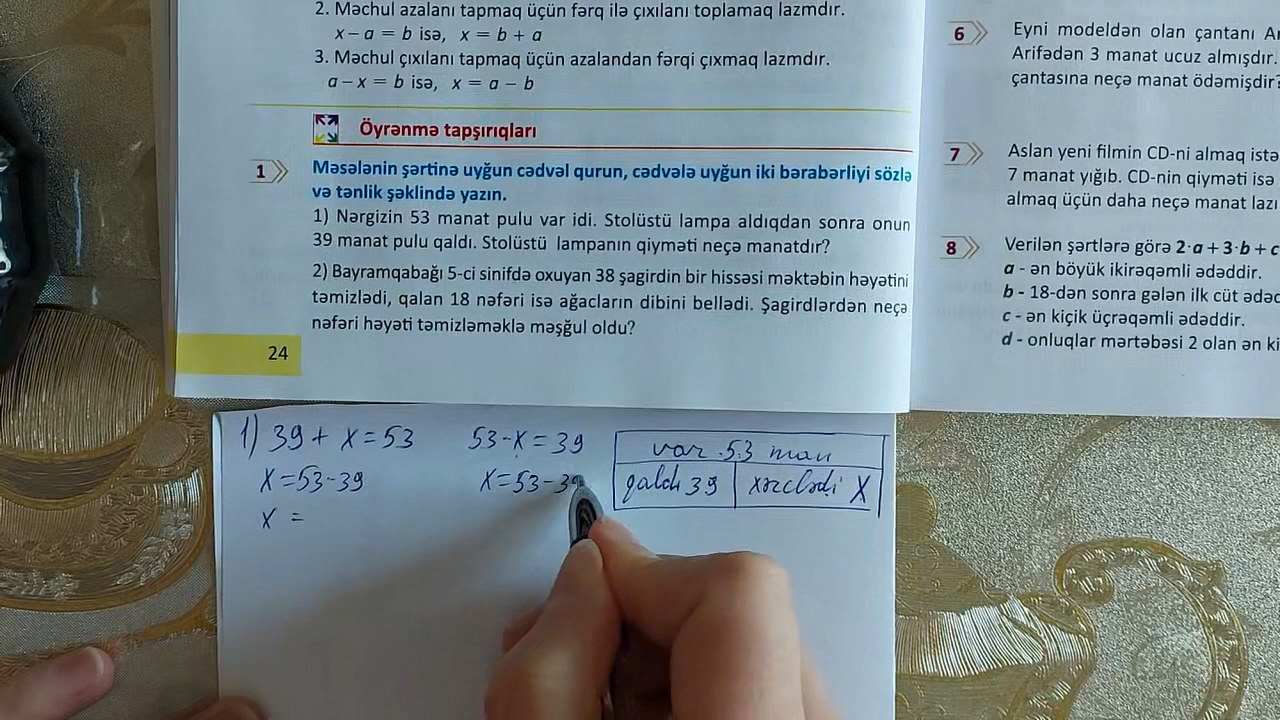 2. Məchul azalanı tapmaq üçün fərq ilə çıxılanı toplamaq lazmdır.
x – a = b isə, x = b + a
3. Məchul çıxılanı tapmaq üçün azalandan fərqi çıxmaq lazmdır.
a – x = b isə, x = a – b
Öyrənmə tapşırıqları
1
Məsələnin şərtinə uyğun cədvəl qurun, cədvələ uyğun iki bərabərliyi sözlə
və tənlik şəklində yazın.
1) Nərgizin 53 manat pulu var idi. Stolüstü lampa aldıqdan sonra onun
39 manat pulu qaldı. Stolüstü lampanın qiyməti neçə manatdır?
2) Bayramqabağı 5-ci sinifdə oxuyan 38 şagirdin bir hissəsi məktəbin həyətini
təmizlədi, qalan 18 nəfəri isə ağacların dibini bellədi. Şagirdlərdən neçə
nəfəri həyəti təmizləməklə məşğul oldu?
24
6
Eyni modeldən olan çantanı
Arifədən 3 manat ucuz almışdır.
çantasına neçə manat ödəmişdir?
7
Aslan yeni filmin CD-ni almaq
7 manat yığıb. CD-nin qiyməti isə
almaq üçün daha neçə manat
8
Verilən şərtlərə görə 2·a + 3·b + c
a - ən böyük ikirəqəmli ədəddir.
b - 18-dən sonra gələn ilk cüt
c - ən kiçik üçrəqəmli ədəddir.
d - onluqlar mərtəbəsi 2 olan ən
1) 39 + x = 53
x = 53 - 39
x =
53 - x = 39
x = 53 - 39
var 53 man
qaldı 39 xərclədi X